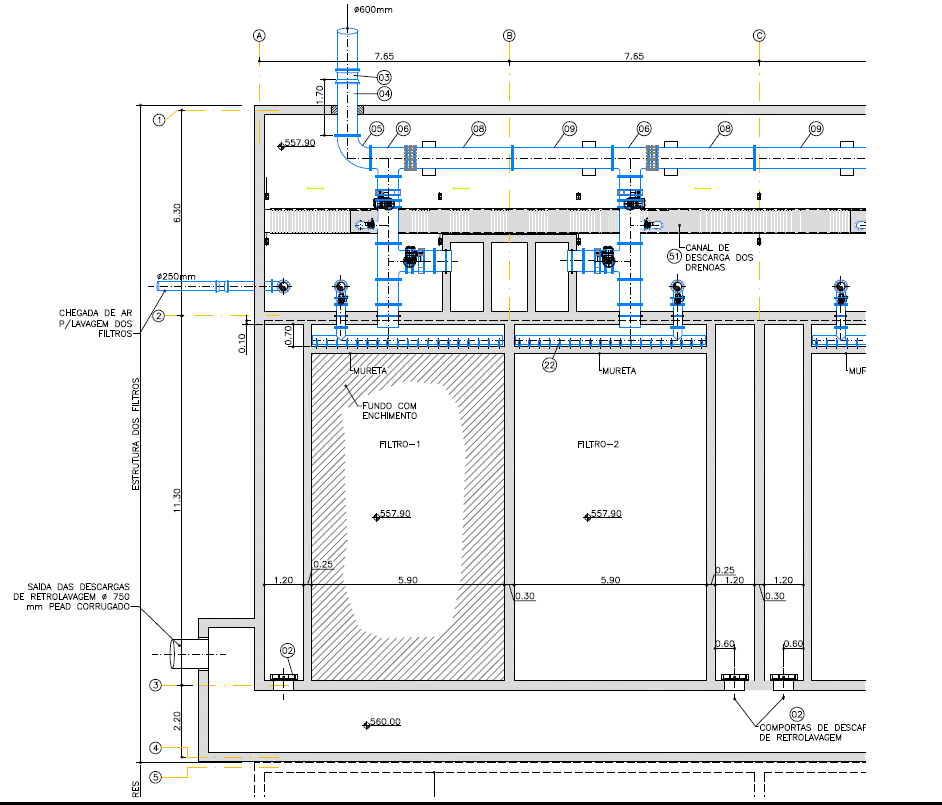 ø600mm
A
B
C
7.65
7.65
03
04
1.70
1
05
06
08
09
06
08
09
557.90
6.30
CANAL DE
51
DESCARGA DOS
DRENOAS
ø250mm
CHEGADA DE AR
P/LAVAGEM DOS
FILTROS
2
0.10
0.70
22
MURETA
MURETA
MUF
FUNDO COM
ENCHIMENTO
ESTRUTURA DOS FILTROS
FILTRO-1
FILTRO-2
11.30
557.90
557.90
0.25
0.25
1.20
5.90
5.90
1.20
1.20
0.30
0.30
SAIDA DAS DESCARGAS
DE RETROLAVAGEM ø 750
mm PEAD CORRUGADO
0.60
0.60
02
3
02
2.20
560.00
COMPORTAS DE DESCAR
DE RETROLAVAGEM
4
5
RES